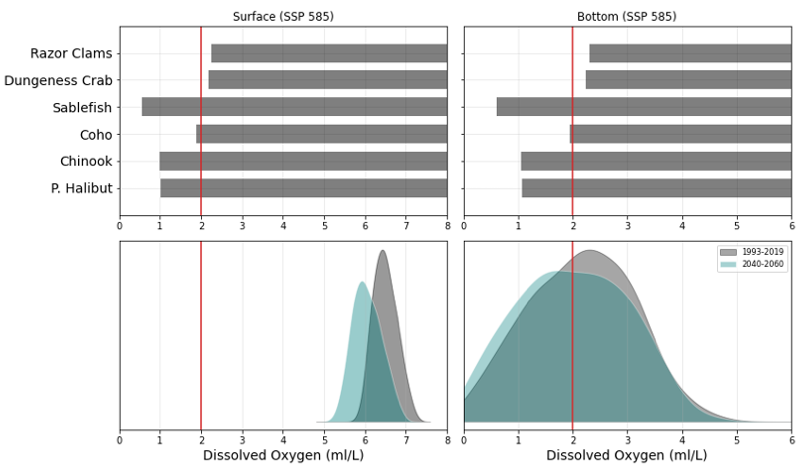 Surface (SSP 585)
Bottom (SSP 585)
Razor Clams
Dungeness Crab
Sablefish
Coho
Chinook
P. Halibut
0 1 2 3 4 5 6 7 8
0 1 2 3 4 5 6
1993-2019
2040-2060
0 1 2 3 4 5 6 7 8
0 1 2 3 4 5 6
Dissolved Oxygen (ml/L)
Dissolved Oxygen (ml/L)